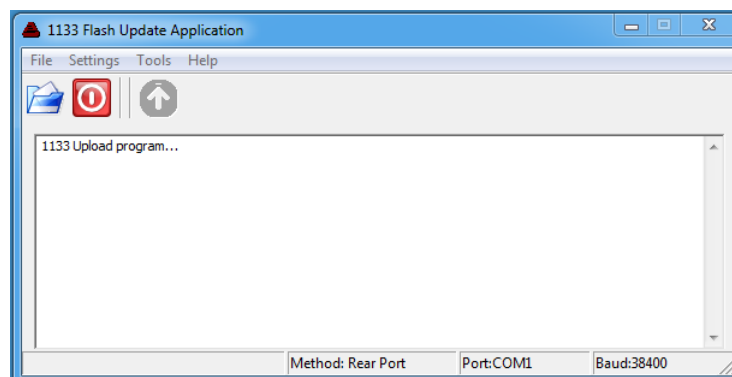 1133 Flash Update Application
File Settings Tools Help
1133 Upload program...
Method: Rear Port Port:COM1 Baud:38400